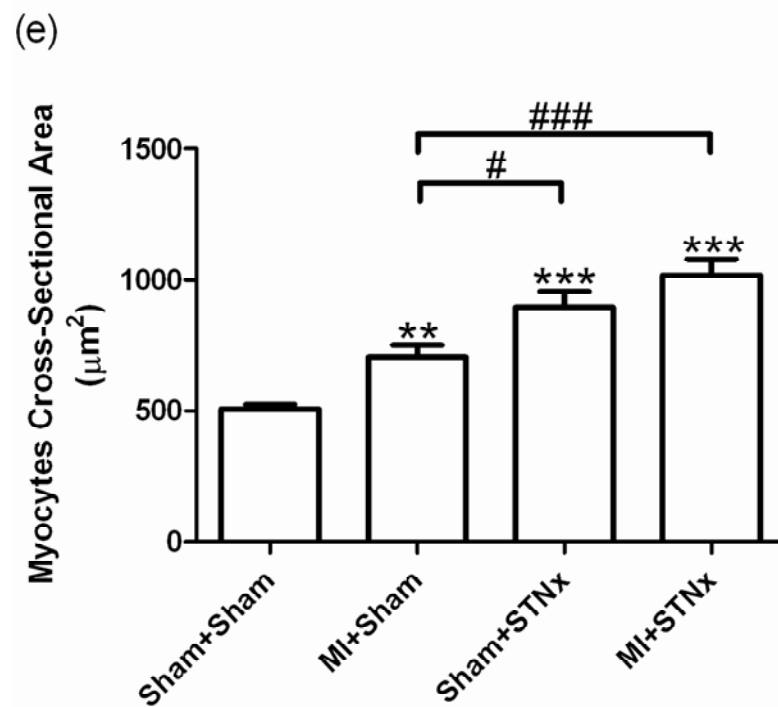 (e)
Myocytes Cross-Sectional Area
(μm²)
1500
1000
500
0
###
#
**
***
***
Sham+Sham
MI+Sham
Sham+STNx
MI+STNx